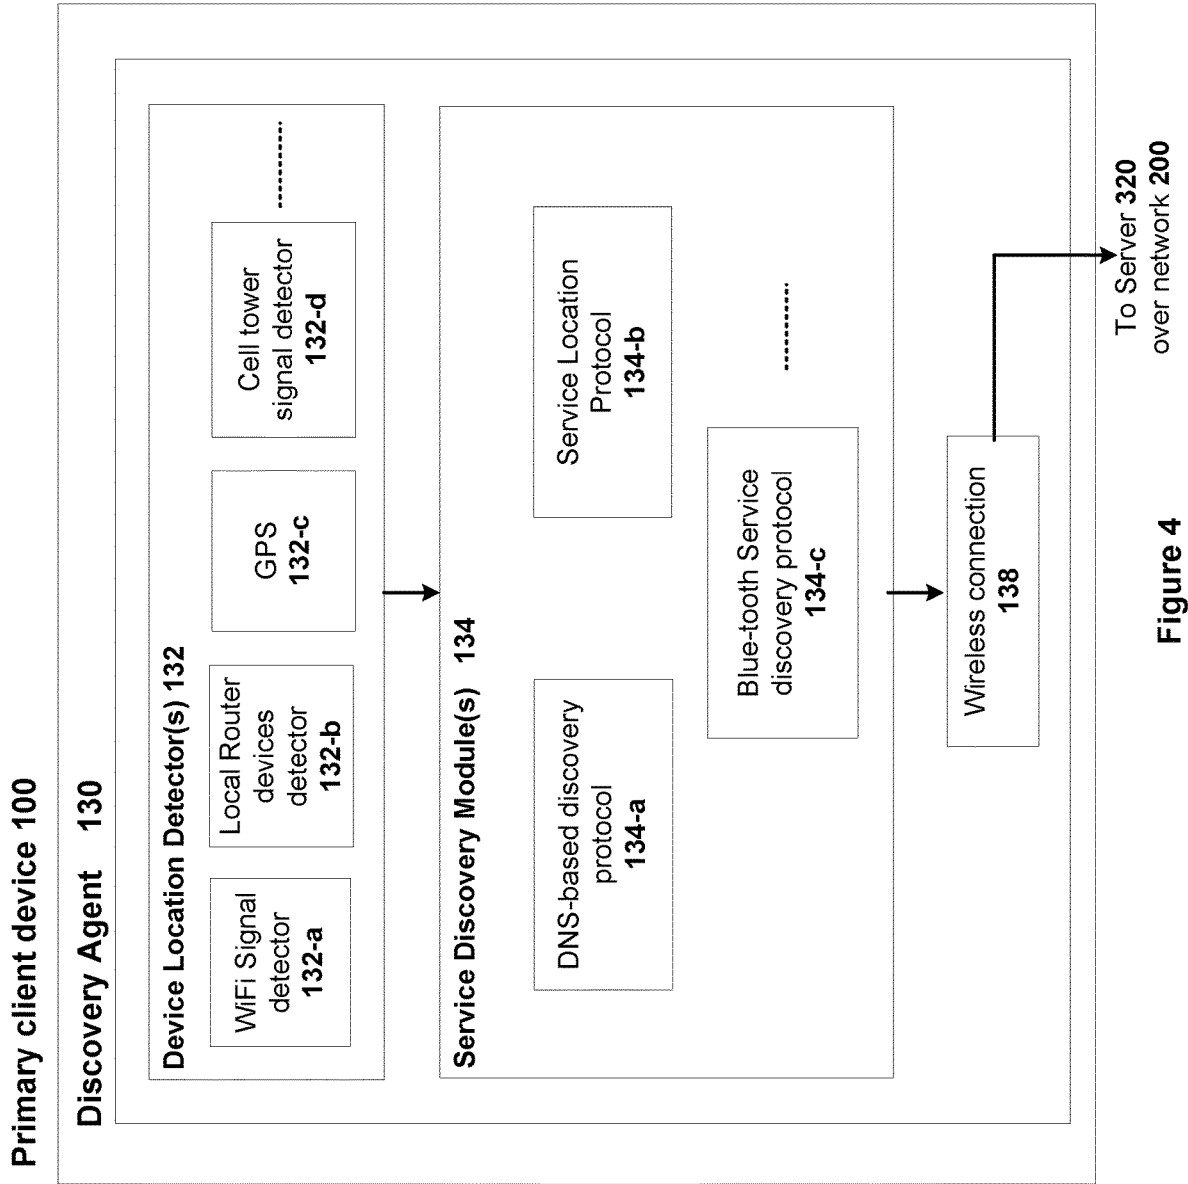 Primary client device 100
Discovery Agent 130
Device Location Detector(s) 132
WiFi Signal
detector
132-a
Local Router
devices
detector
132-b
GPS
132-c
Cell tower
signal detector
132-d
Service Discovery Module(s) 134
DNS-based discovery
protocol
134-a
Service Location
Protocol
134-b
Blue-tooth Service
discovery protocol
134-c
Wireless connection
138
To Server 320
over network 200
Figure 4